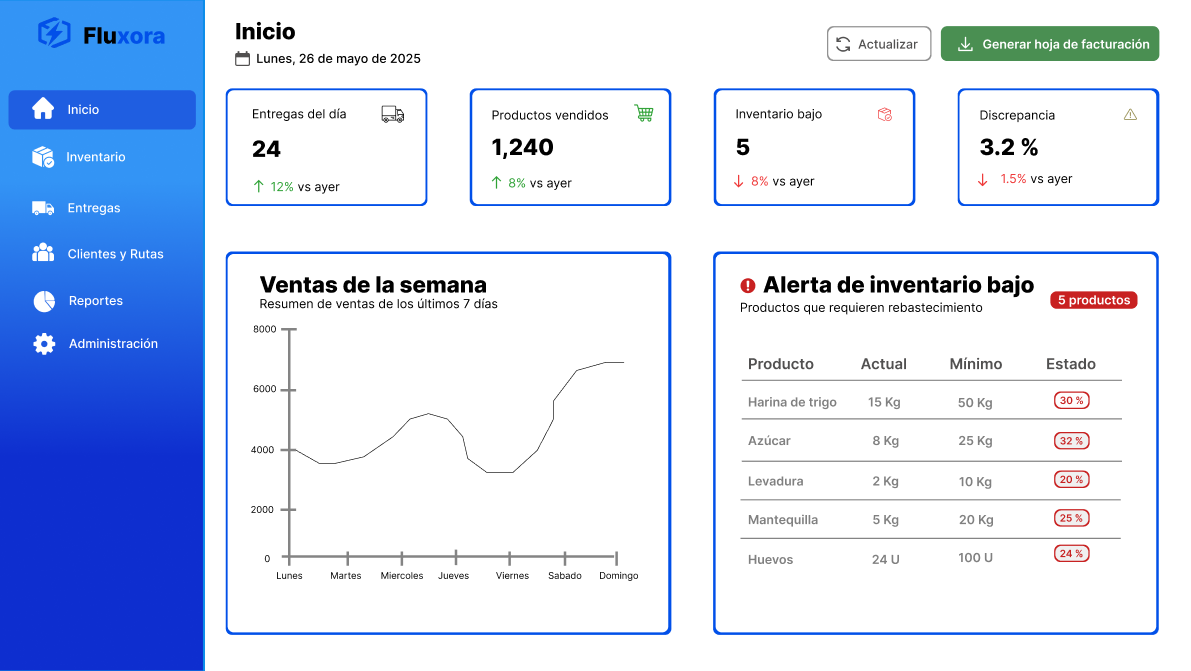 Fluxora
Inicio
Inventario
Entregas
Clientes y Rutas
Reportes
Administración
Inicio
Lunes, 26 de mayo de 2025
Actualizar
Generar hoja de facturación
Entregas del día
24
12% vs ayer
Productos vendidos
1,240
8% vs ayer
Inventario bajo
5
8% vs ayer
Discrepancia
3.2 %
1.5% vs ayer
Ventas de la semana
Resumen de ventas de los últimos 7 días
8000
6000
4000
2000
0
Lunes Martes Miercoles Jueves Viernes Sabado Domingo
Alerta de inventario bajo
Productos que requieren rebastecimiento
5 productos
Producto Actual Mínimo Estado
Harina de trigo 15 Kg 50 Kg 30 %
Azúcar 8 Kg 25 Kg 32 %
Levadura 2 Kg 10 Kg 20 %
Mantequilla 5 Kg 20 Kg 25 %
Huevos 24 U 100 U 24 %